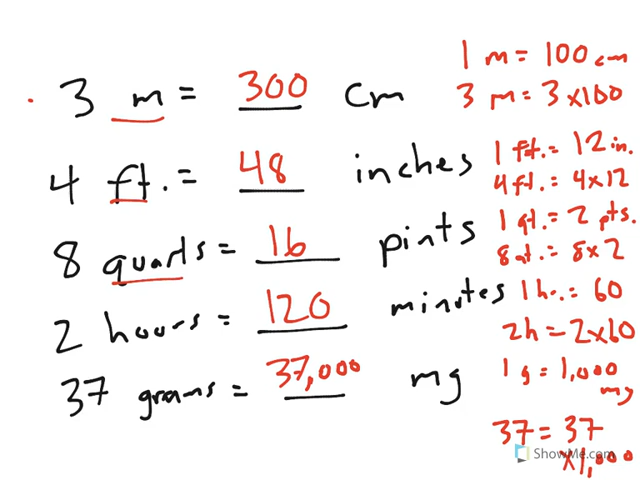 3 m = 300 cm
4 ft. = 48 inches
8 quarts = 16 pints
2 hours = 120 minutes
37 grams = 37,000 mg
1 m = 100 cm
3 m = 3 x 100
1 ft. = 12 in.
4 ft. = 4 x 12
1 qt. = 2 pts.
8 qt. = 8 x 2
1 hr. = 60
2h = 2 x 60
1 g = 1,000
mg
37 = 37
x 1,000
ShowMe.com